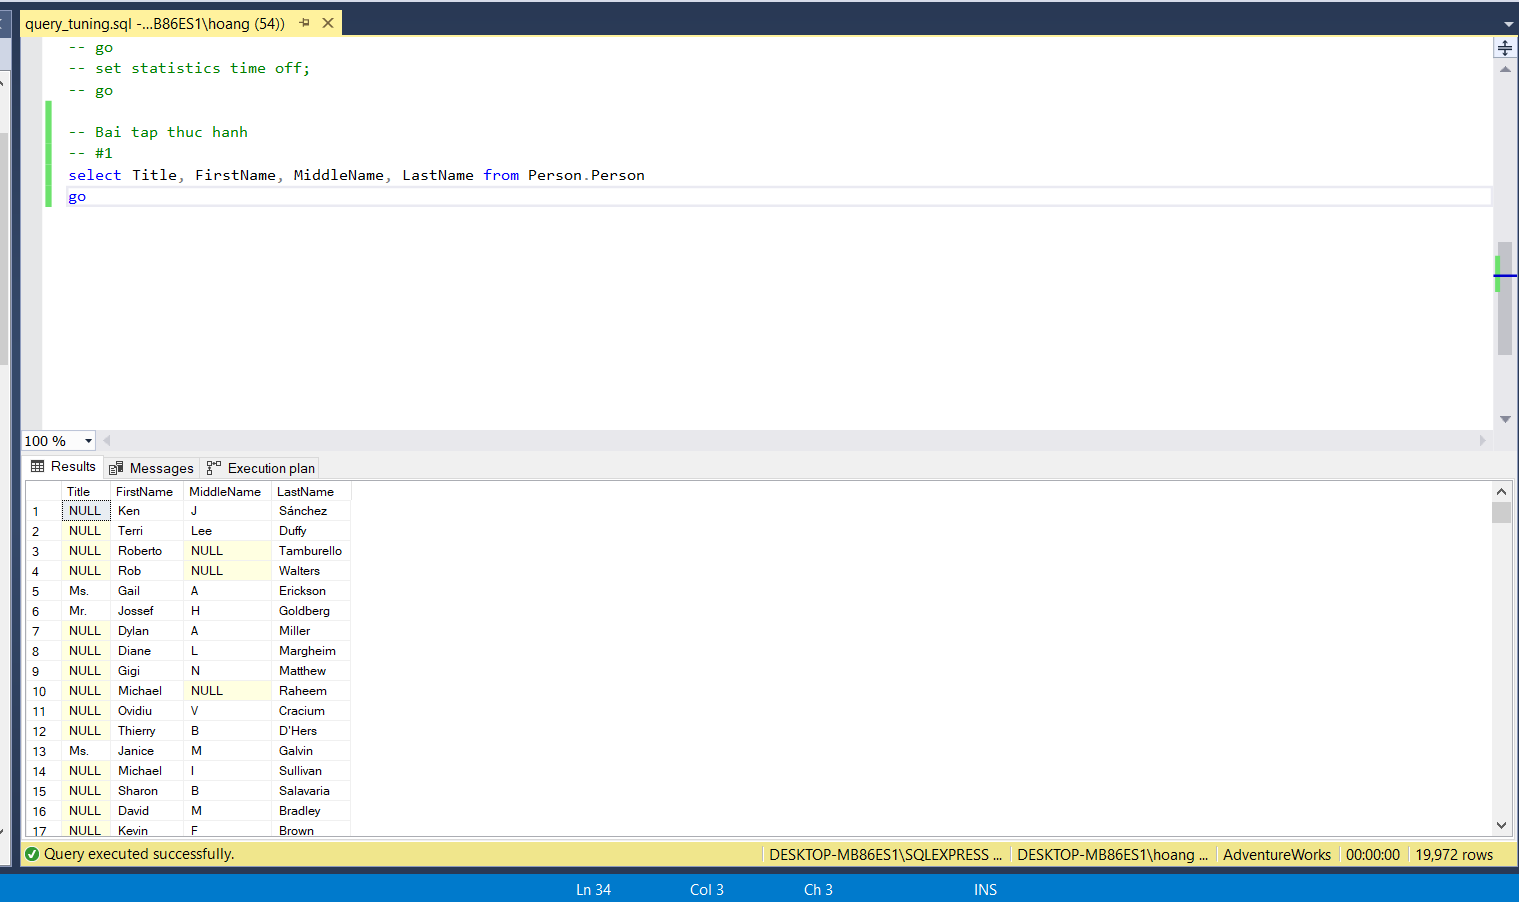 query_tuning.sql -...B86ES1\hoang (54))
-- go
-- set statistics time off;
-- go
-- Bai tap thuc hanh
-- #1
select Title, FirstName, MiddleName, LastName from Person.Person
go
100 %
Results Messages Execution plan
Title FirstName MiddleName LastName
1 NULL Ken J Sánchez
2 NULL Terri Lee Duffy
3 NULL Roberto NULL Tamburello
4 NULL Rob NULL Walters
5 Ms. Gail A Erickson
6 Mr. Jossef H Goldberg
7 NULL Dylan A Miller
8 NULL Diane L Margheim
9 NULL Gigi N Matthew
10 NULL Michael NULL Raheem
11 NULL Ovidiu V Cracium
12 NULL Thierry B D'Hers
13 Ms. Janice M Galvin
14 NULL Michael I Sullivan
15 NULL Sharon B Salavaria
16 NULL David M Bradley
17 NULL Kevin F Brown
Query executed successfully. DESKTOP-MB86ES1\SQLEXPRESS ... DESKTOP-MB86ES1\hoang ... AdventureWorks 00:00:00 19,972 rows
Ln 34 Col 3 Ch 3 INS